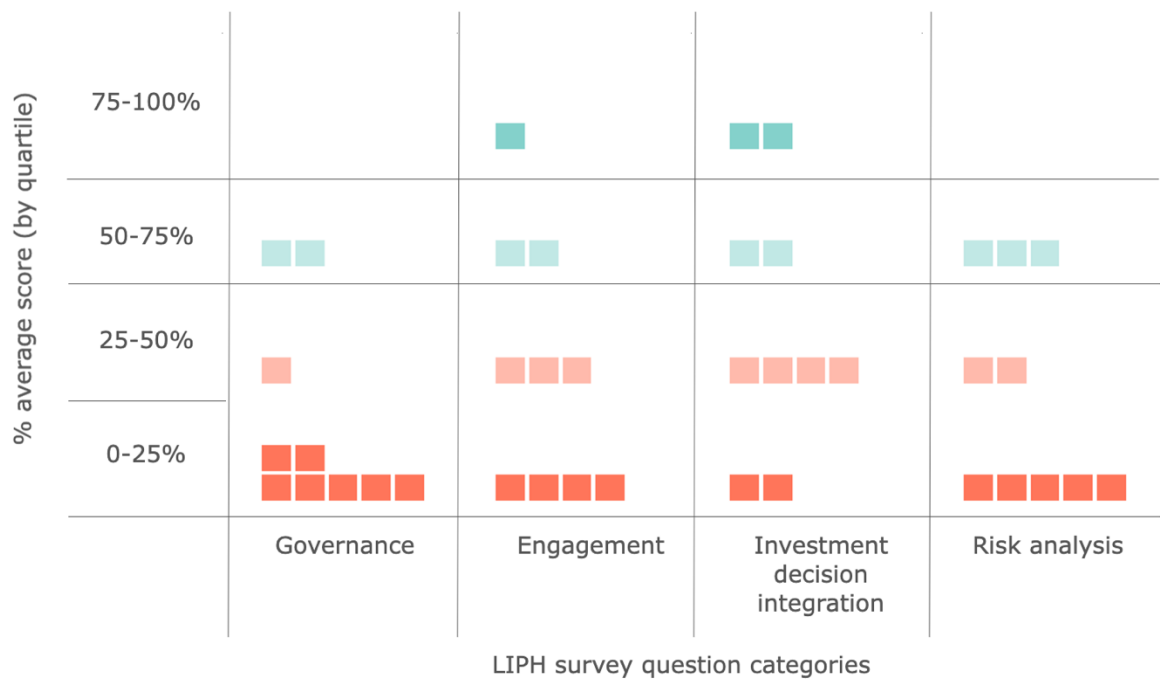 % average score (by quartile)
75-100%
50-75%
25-50%
0-25%
Governance
Engagement
Investment
decision
integration
Risk analysis
LIPH survey question categories